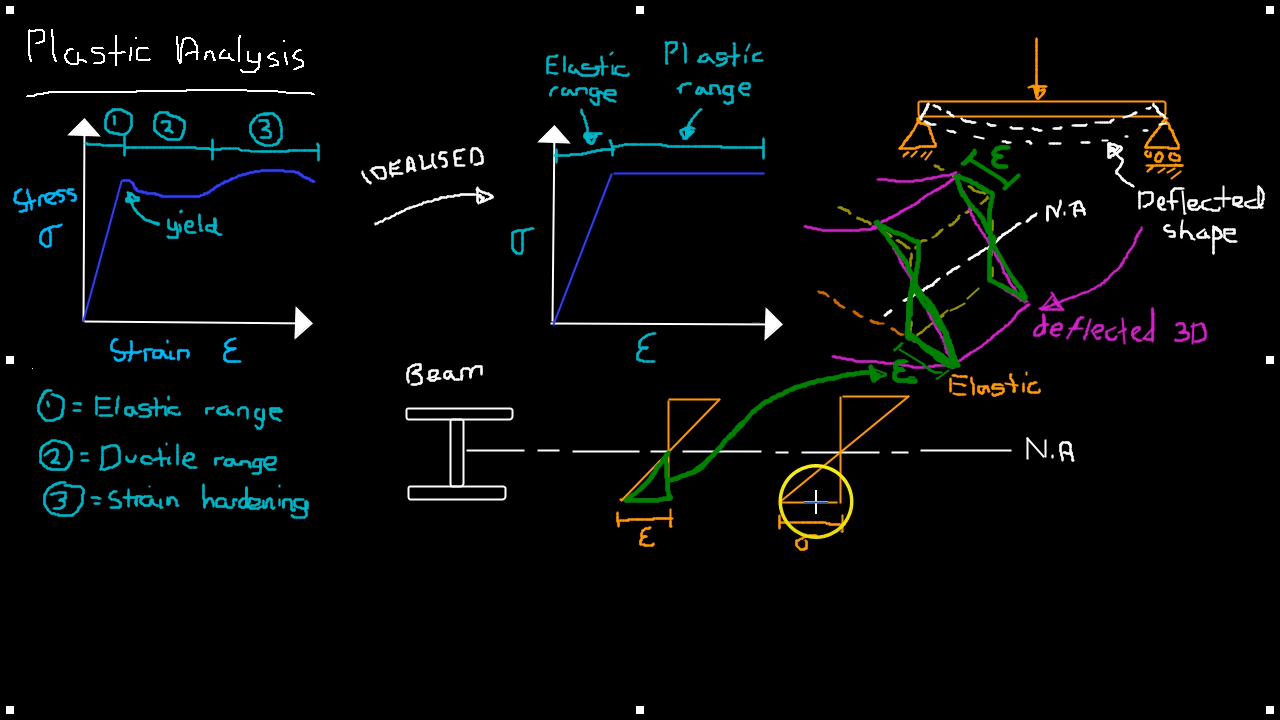 Plastic Analysis
① ② ③
Stress
σ
yield
Strain ε
IDEALISED
Elastic
range
Plastic
range
σ
ε
Deflected
shape
ε
N.A
deflected 3D
ε
Elastic
① = Elastic range
② = Ductile range
③ = Strain hardening
Beam
N.A
ε
σ